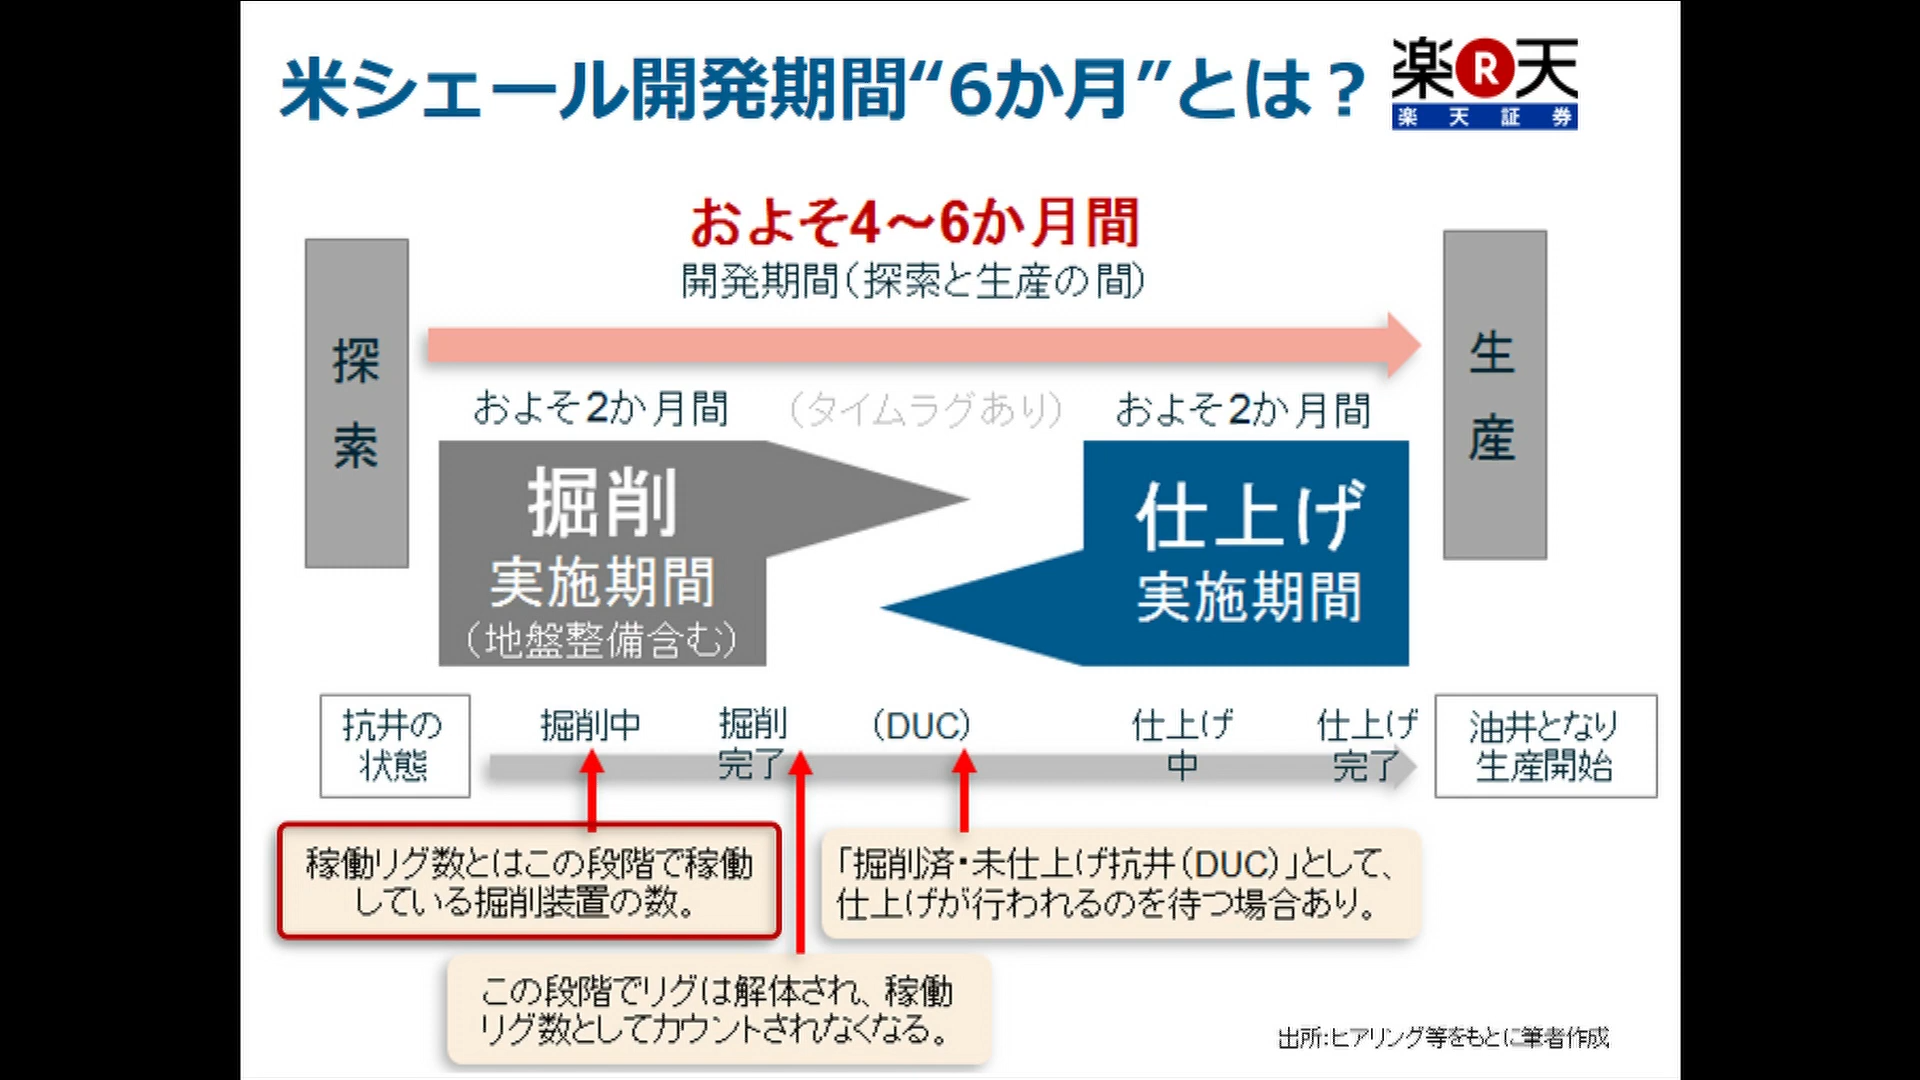 米シェール開発期間“6か月”とは？
楽R天
楽天証券
およそ4～6か月間
開発期間（探索と生産の間）
探索
生産
およそ2か月間
（タイムラグあり）
およそ2か月間
掘削
実施期間
（地盤整備含む）
仕上げ
実施期間
抗井の
状態
掘削中
掘削
完了
（DUC）
仕上げ
中
仕上げ
完了
油井となり
生産開始
稼働リグ数とはこの段階で稼働
している掘削装置の数。
「掘削済・未仕上げ抗井（DUC）」として、
仕上げが行われるのを待つ場合あり。
この段階でリグは解体され、稼働
リグ数としてカウントされなくなる。
出所：ヒアリング等をもとに筆者作成